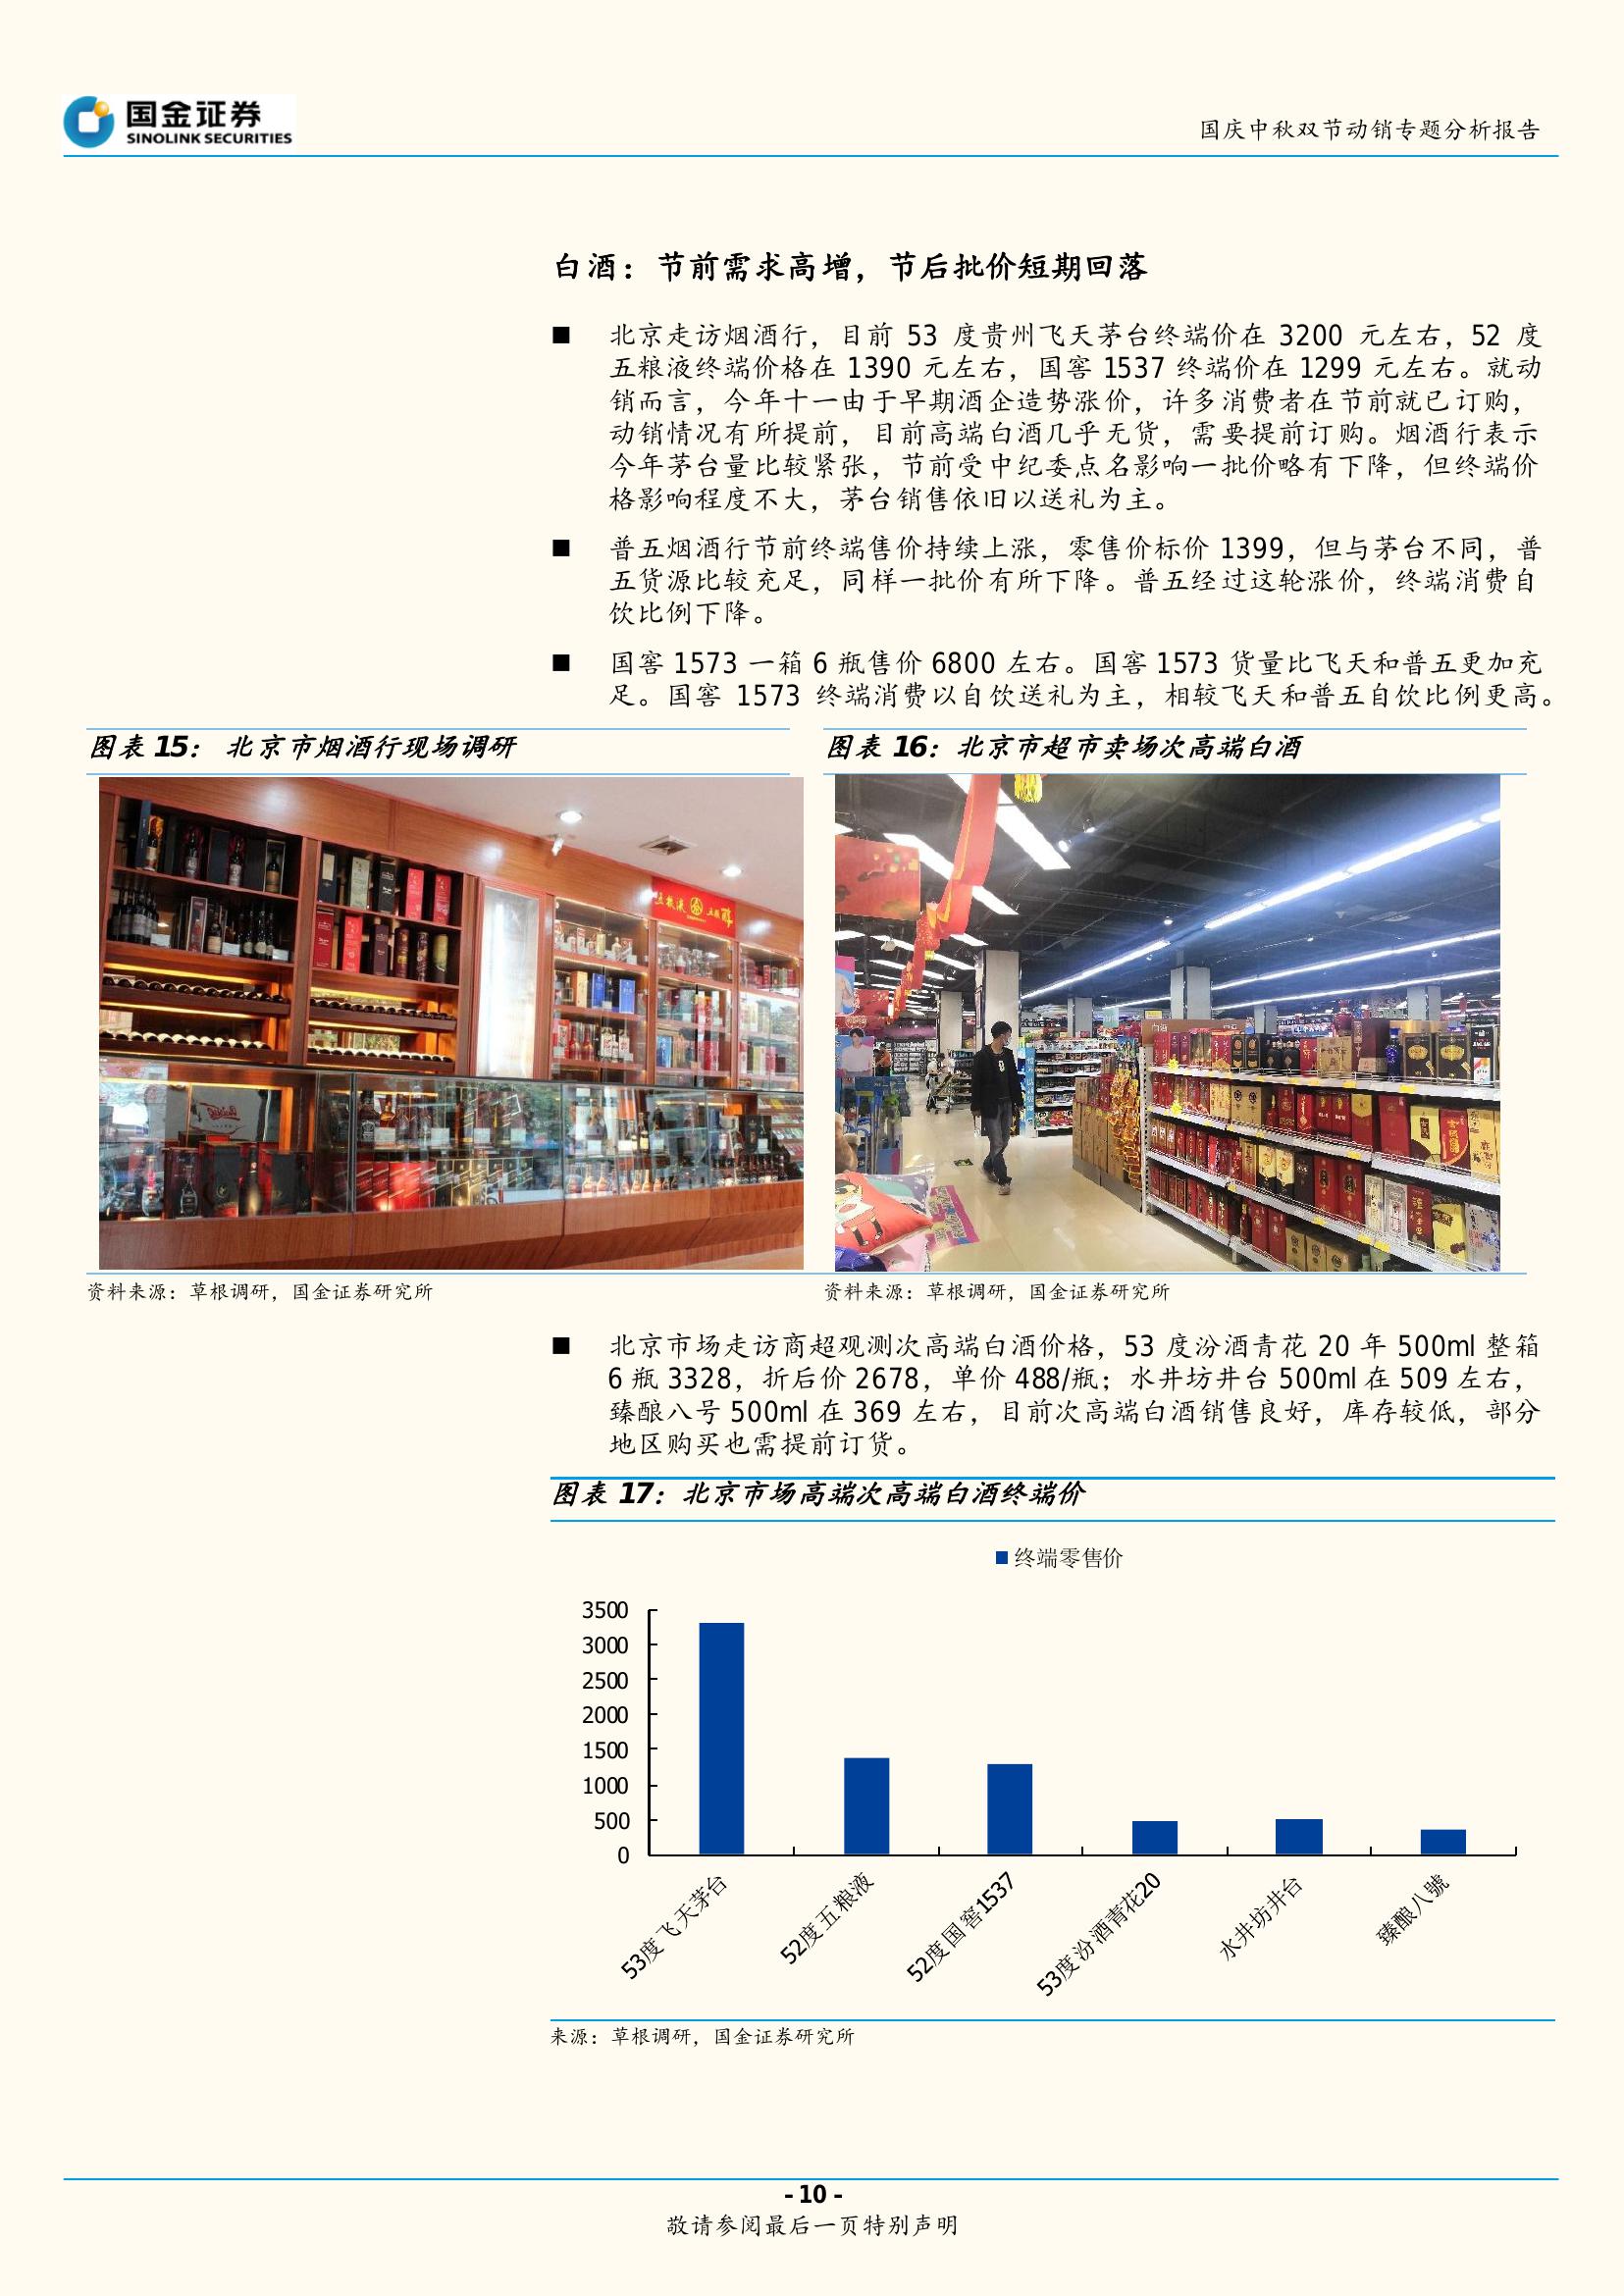 国金证券
SINOLINK SECURITIES
国庆中秋双节动销专题分析报告
白酒：节前需求高增，节后批价短期回落
■ 北京走访烟酒行，目前 53 度贵州飞天茅台终端价在 3200 元左右，52 度
五粮液终端价格在 1390 元左右，国窖 1537 终端价在 1299 元左右。就动
销而言，今年十一由于早期酒企造势涨价，许多消费者在节前就已订购，
动销情况有所提前，目前高端白酒几乎无货，需要提前订购。烟酒行表示
今年茅台量比较紧张，节前受中纪委点名影响一批价略有下降，但终端价
格影响程度不大，茅台销售依旧以送礼为主。
■ 普五烟酒行节前终端售价持续上涨，零售价标价 1399，但与茅台不同，普
五货源比较充足，同样一批价有所下降。普五经过这轮涨价，终端消费自
饮比例下降。
■ 国窖 1573 一箱 6 瓶售价 6800 左右。国窖 1573 货量比飞天和普五更加充
足。国窖 1573 终端消费以自饮送礼为主，相较飞天和普五自饮比例更高。
图表 15： 北京市烟酒行现场调研
图表 16：北京市超市卖场次高端白酒
五粮液
白酒
资料来源：草根调研，国金证券研究所
资料来源：草根调研，国金证券研究所
■ 北京市场走访商超观测次高端白酒价格，53 度汾酒青花 20 年 500ml 整箱
6 瓶 3328，折后价 2678，单价 488/瓶；水井坊井台 500ml 在 509 左右，
臻酿八号 500ml 在 369 左右，目前次高端白酒销售良好，库存较低，部分
地区购买也需提前订货。
图表 17：北京市场高端次高端白酒终端价
终端零售价
3500
3000
2500
2000
1500
1000
500
0
53度飞天茅台
52度五粮液
52度国窖1537
53度汾酒青花20
水井坊井台
臻酿八號
来源：草根调研，国金证券研究所
- 10 -
敬请参阅最后一页特别声明